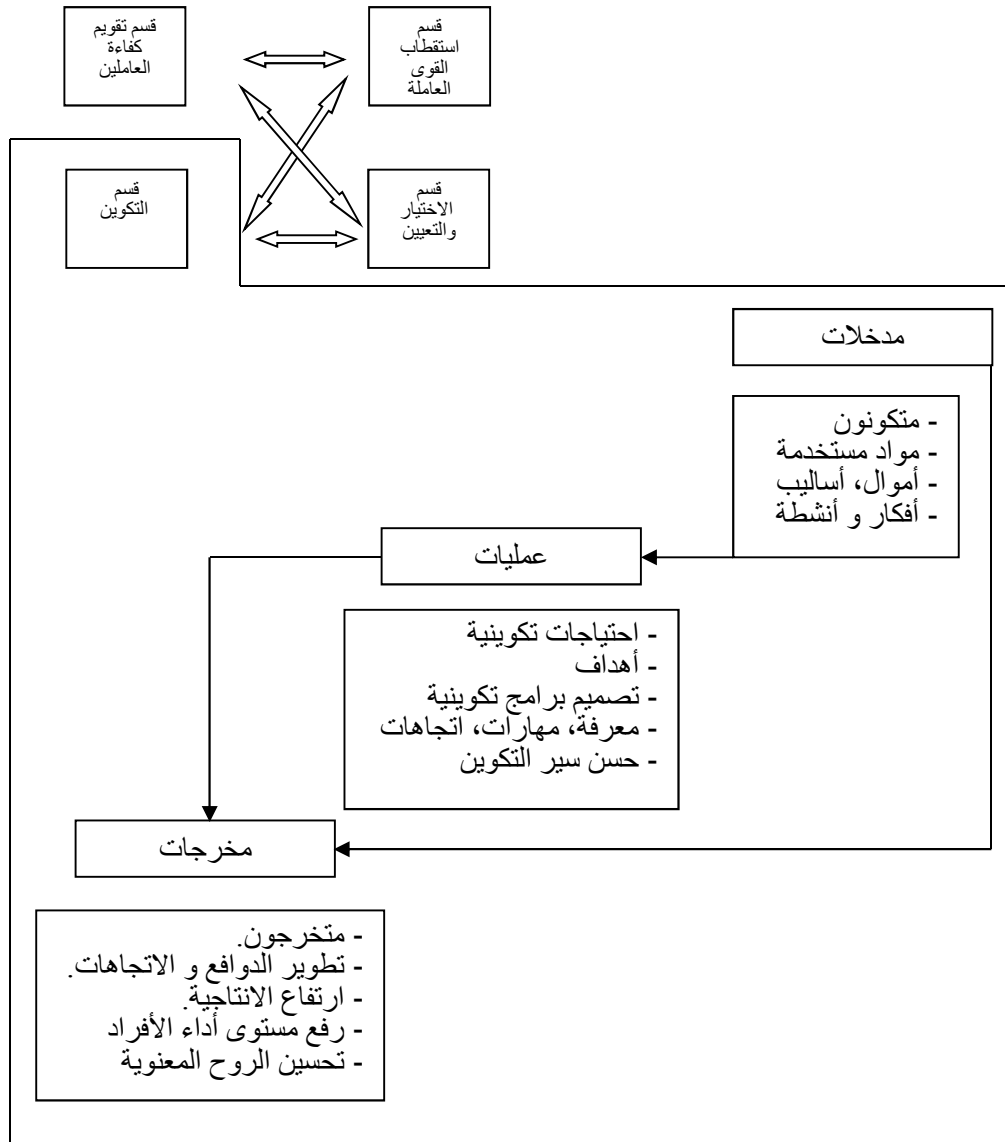 قسم
استقطاب
القوى
العاملة
قسم تقويم
كفاءة
العاملين
قسم
الاختيار
والتعيين
قسم
التكوين
مدخلات
- متكونون
- مواد مستخدمة
- أموال، أساليب
- أفكار و أنشطة
عمليات
- احتياجات تكوينية
- أهداف
- تصميم برامج تكوينية
- معرفة، مهارات، اتجاهات
- حسن سير التكوين
مخرجات
- متخرجون.
- تطوير الدوافع و الاتجاهات.
- ارتفاع الانتاجية.
- رفع مستوى أداء الأفراد
- تحسين الروح المعنوية